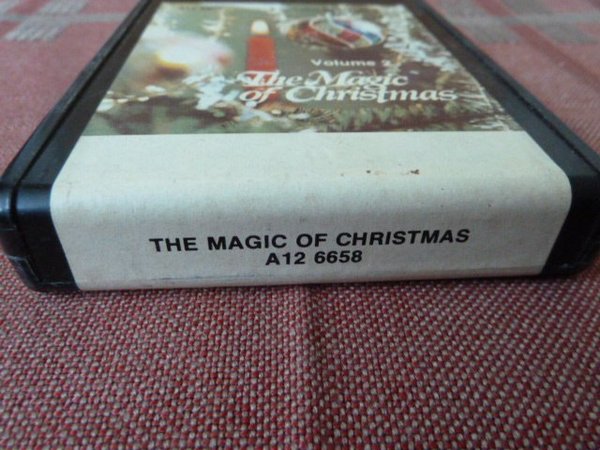 Volume 2
The Magic
of Christmas
THE MAGIC OF CHRISTMAS
A12 6658